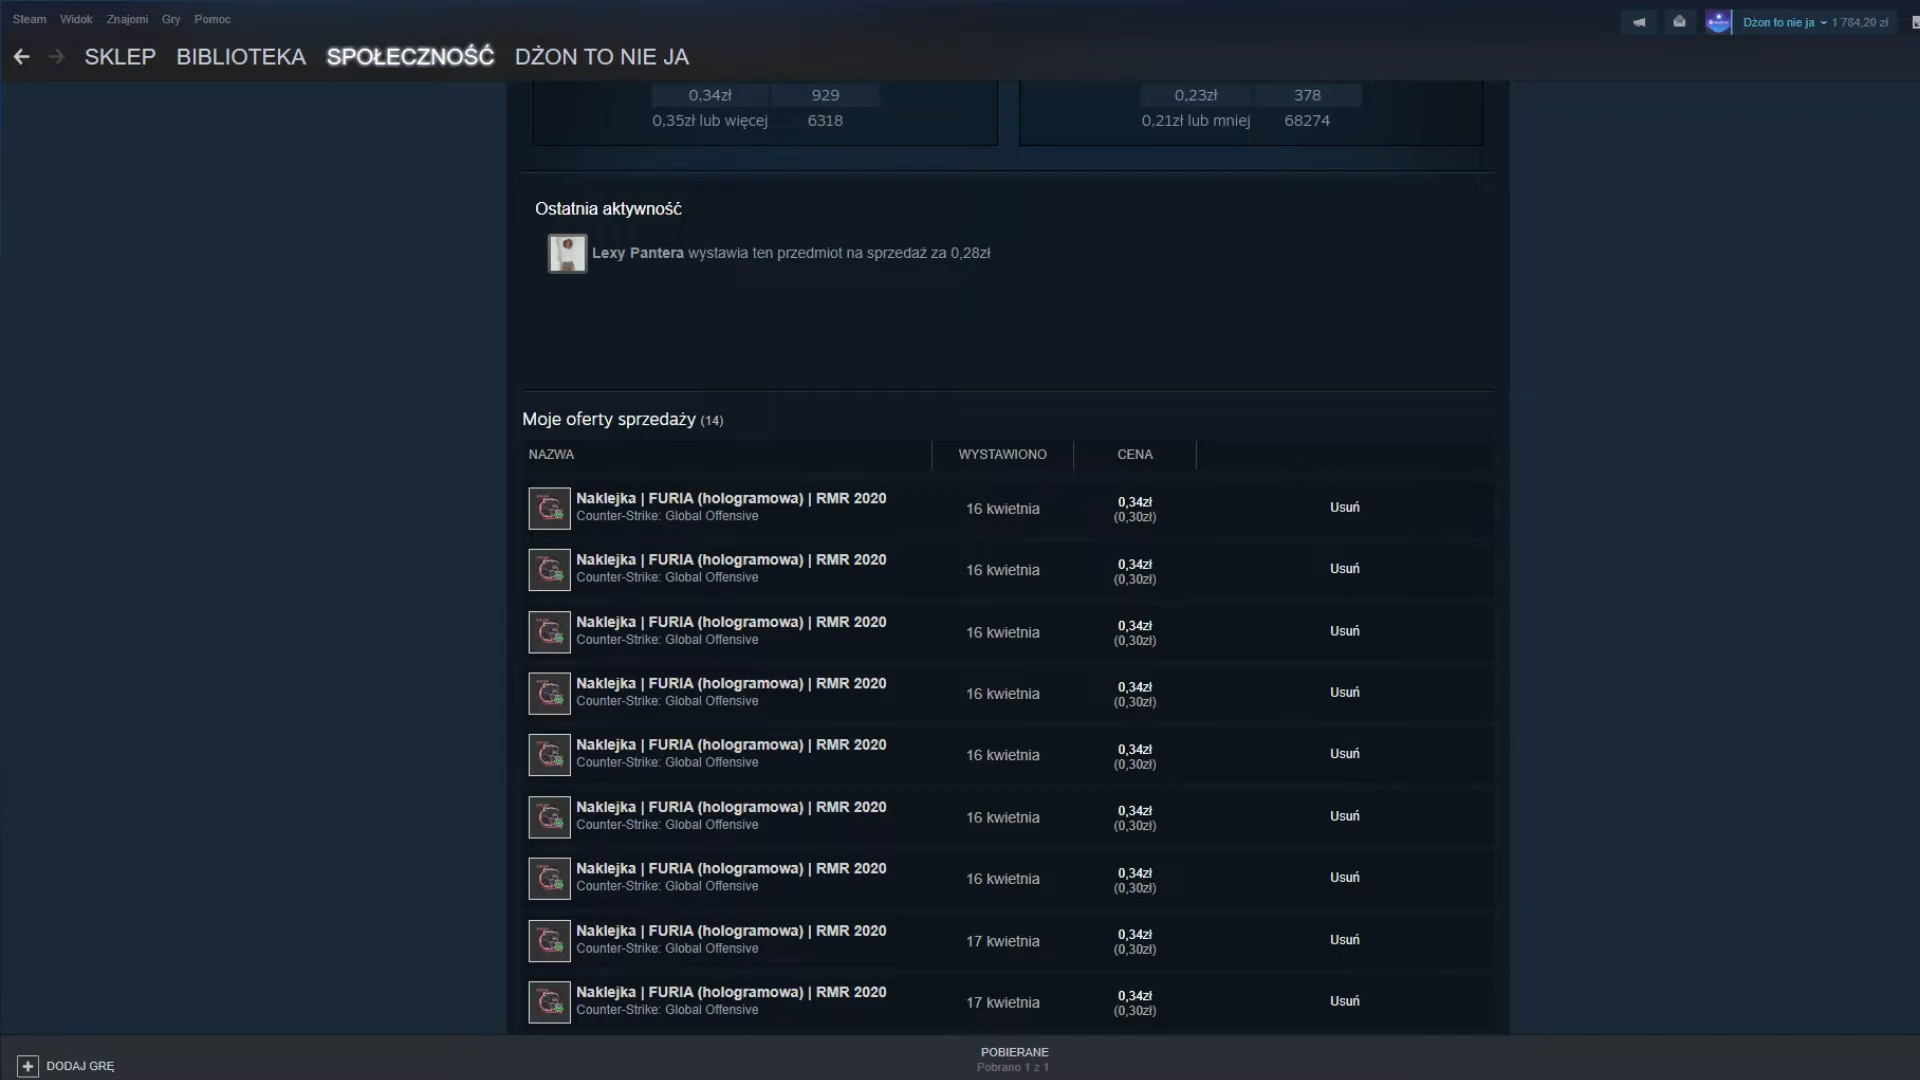 Steam Widok Znajomi Gry Pomoc
Dżon to nie ja 1 784,20 zł
SKLEP BIBLIOTEKA SPOŁECZNOŚĆ DŻON TO NIE JA
0,34zł 929 0,23zł 378
0,35zł lub więcej 6318 0,21zł lub mniej 68274
Ostatnia aktywność
Lexy Pantera wystawia ten przedmiot na sprzedaż za 0,28zł
Moje oferty sprzedaży (14)
NAZWA WYSTAWIONO CENA
Naklejka | FURIA (hologramowa) | RMR 2020
Counter-Strike: Global Offensive
16 kwietnia
0,34zł
(0,30zł)
Usuń
Naklejka | FURIA (hologramowa) | RMR 2020
Counter-Strike: Global Offensive
16 kwietnia
0,34zł
(0,30zł)
Usuń
Naklejka | FURIA (hologramowa) | RMR 2020
Counter-Strike: Global Offensive
16 kwietnia
0,34zł
(0,30zł)
Usuń
Naklejka | FURIA (hologramowa) | RMR 2020
Counter-Strike: Global Offensive
16 kwietnia
0,34zł
(0,30zł)
Usuń
Naklejka | FURIA (hologramowa) | RMR 2020
Counter-Strike: Global Offensive
16 kwietnia
0,34zł
(0,30zł)
Usuń
Naklejka | FURIA (hologramowa) | RMR 2020
Counter-Strike: Global Offensive
16 kwietnia
0,34zł
(0,30zł)
Usuń
Naklejka | FURIA (hologramowa) | RMR 2020
Counter-Strike: Global Offensive
16 kwietnia
0,34zł
(0,30zł)
Usuń
Naklejka | FURIA (hologramowa) | RMR 2020
Counter-Strike: Global Offensive
17 kwietnia
0,34zł
(0,30zł)
Usuń
Naklejka | FURIA (hologramowa) | RMR 2020
Counter-Strike: Global Offensive
17 kwietnia
0,34zł
(0,30zł)
Usuń
DODAJ GRĘ
POBIERANE
Pobrano 1 z 1